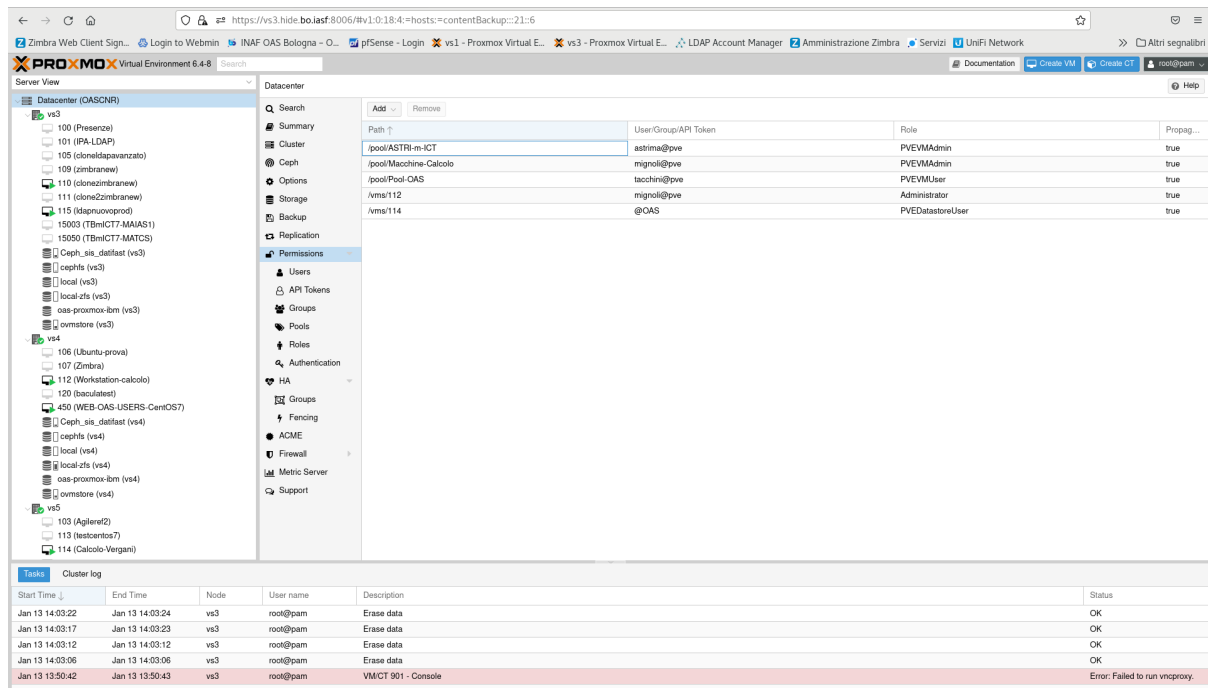 https://vs3.hide.bo.iasf:8006/#v1:0:18:4:=hosts:=contentBackup:::21::6
Zimbra Web Client Sign... Login to Webmin INAF OAS Bologna – O... pfSense - Login vs1 - Proxmox Virtual E... vs3 - Proxmox Virtual E... LDAP Account Manager Amministrazione Zimbra Servizi UniFi Network Altri segnalibri
PROXMOX Virtual Environment 6.4-8 Search Documentation Create VM Create CT root@pam
Server View
Datacenter (OASCNR)
vs3
100 (Presenze)
101 (IPA-LDAP)
105 (cloneldapavanzato)
109 (zimbranew)
110 (clonezimbranew)
111 (clone2zimbranew)
115 (ldapnuovoprod)
15003 (TBmICT7-MAIAS1)
15050 (TBmICT7-MATCS)
Ceph_sis_datifast (vs3)
cephfs (vs3)
local (vs3)
local-zfs (vs3)
oas-proxmox-ibm (vs3)
ovmstore (vs3)
vs4
106 (Ubuntu-prova)
107 (Zimbra)
112 (Workstation-calcolo)
120 (baculatest)
450 (WEB-OAS-USERS-CentOS7)
Ceph_sis_datifast (vs4)
cephfs (vs4)
local (vs4)
local-zfs (vs4)
oas-proxmox-ibm (vs4)
ovmstore (vs4)
vs5
103 (Agileref2)
113 (testcentos7)
114 (Calcolo-Vergani)
Datacenter
Help
Search
Summary
Cluster
Ceph
Options
Storage
Backup
Replication
Permissions
Users
API Tokens
Groups
Pools
Roles
Authentication
HA
Groups
Fencing
ACME
Firewall
Metric Server
Support
Add Remove
Path User/Group/API Token Role Propag...
/pool/ASTRI-m-ICT astrima@pve PVEVMAdmin true
/pool/Macchine-Calcolo mignoli@pve PVEVMAdmin true
/pool/Pool-OAS tacchini@pve PVEVMUser true
/vms/112 mignoli@pve Administrator true
/vms/114 @OAS PVEDatastoreUser true
Tasks Cluster log
Start Time End Time Node User name Description Status
Jan 13 14:03:22 Jan 13 14:03:24 vs3 root@pam Erase data OK
Jan 13 14:03:17 Jan 13 14:03:23 vs3 root@pam Erase data OK
Jan 13 14:03:12 Jan 13 14:03:12 vs3 root@pam Erase data OK
Jan 13 14:03:06 Jan 13 14:03:06 vs3 root@pam Erase data OK
Jan 13 13:50:42 Jan 13 13:50:43 vs3 root@pam VM/CT 901 - Console Error: Failed to run vncproxy.